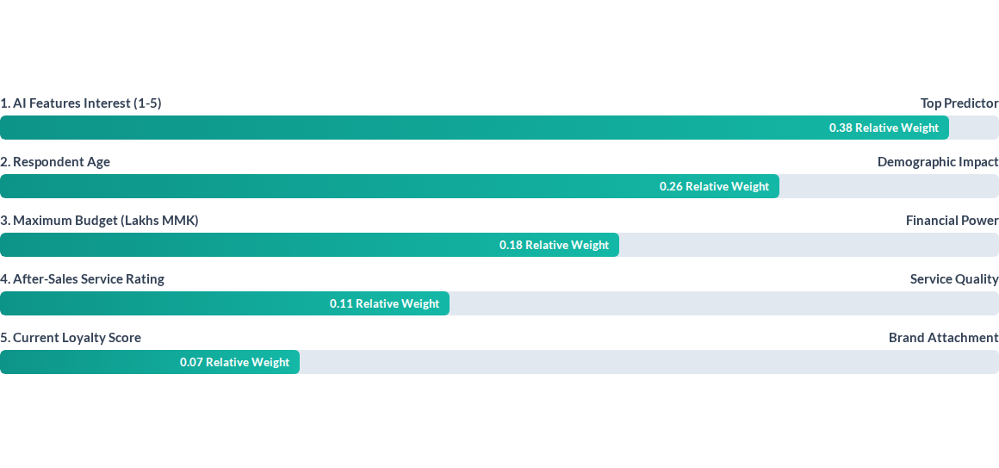 1. AI Features Interest (1-5) Top Predictor
0.38 Relative Weight
2. Respondent Age Demographic Impact
0.26 Relative Weight
3. Maximum Budget (Lakhs MMK) Financial Power
0.18 Relative Weight
4. After-Sales Service Rating Service Quality
0.11 Relative Weight
5. Current Loyalty Score Brand Attachment
0.07 Relative Weight